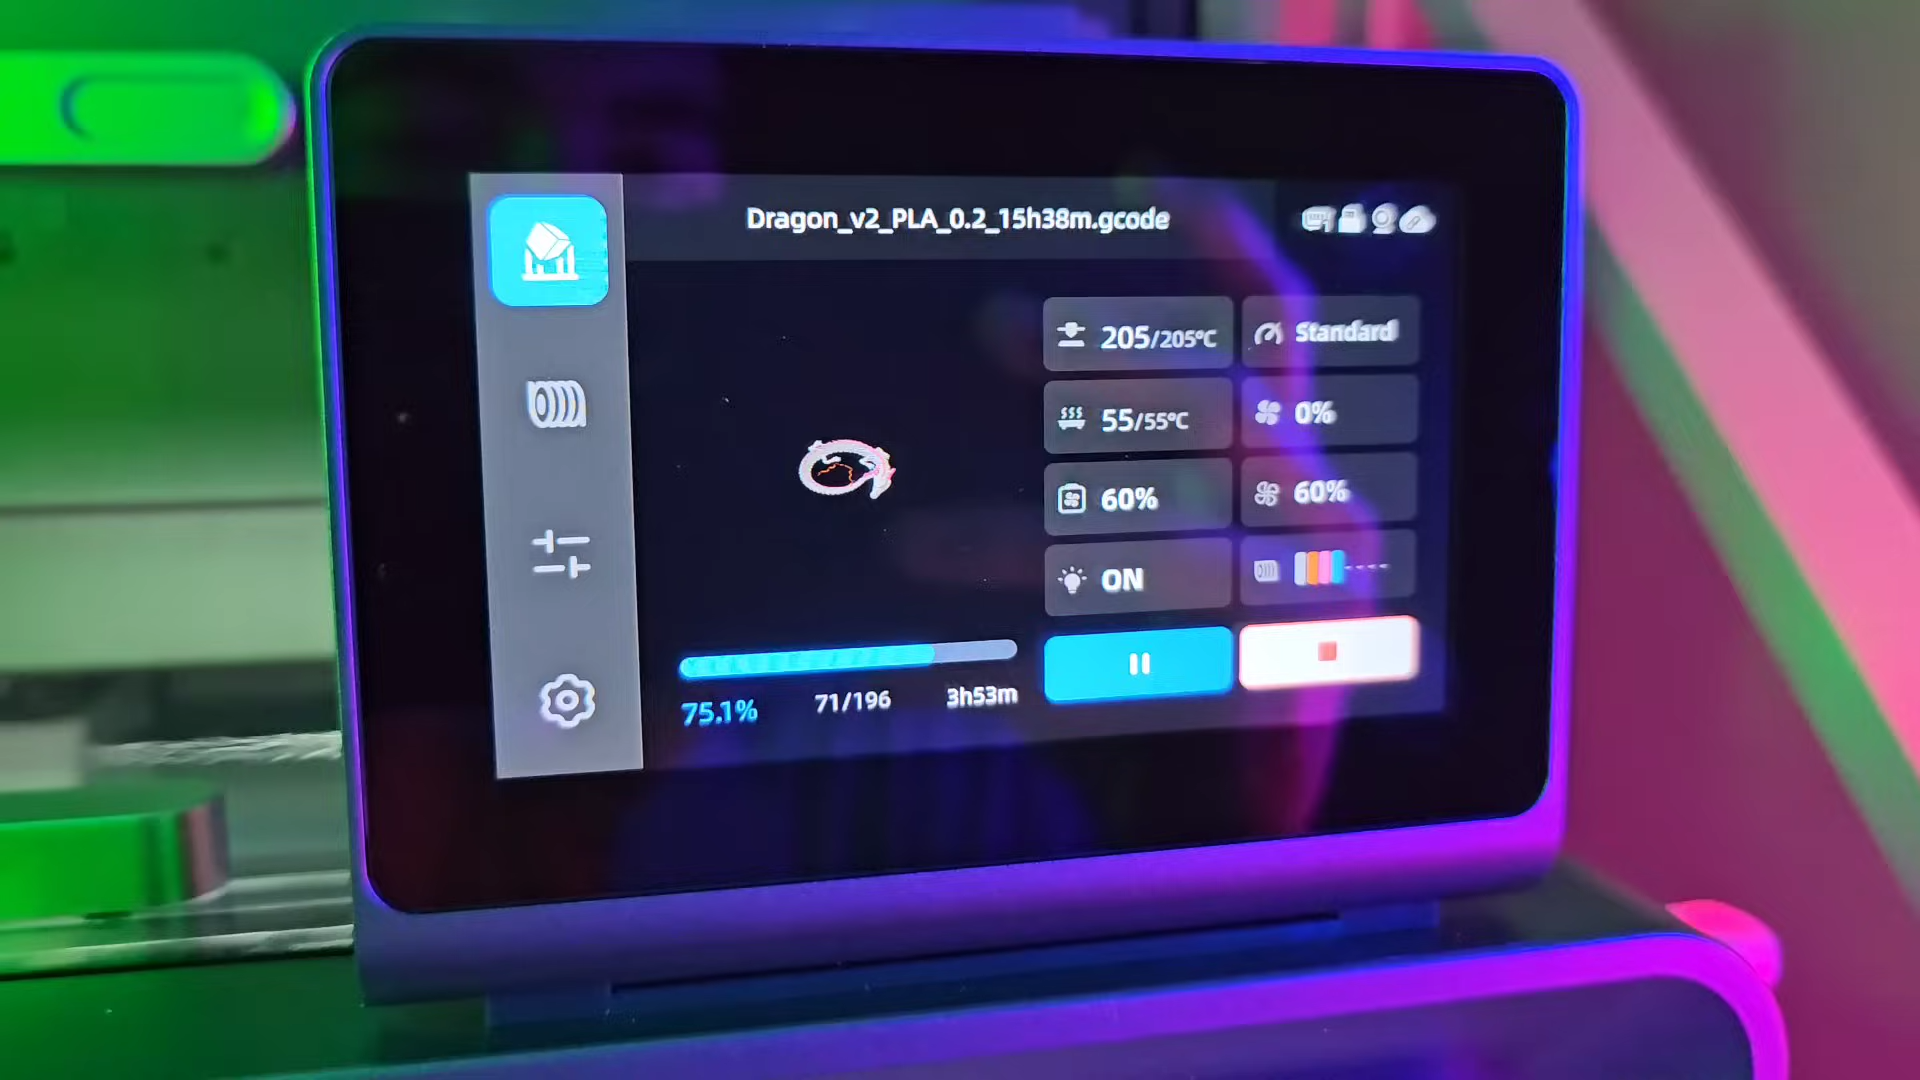 Dragon_v2_PLA_0.2_15h38m.gcode
205/205°C
Standard
55/55°C
0%
60%
60%
ON
75.1%
71/196
3h53m